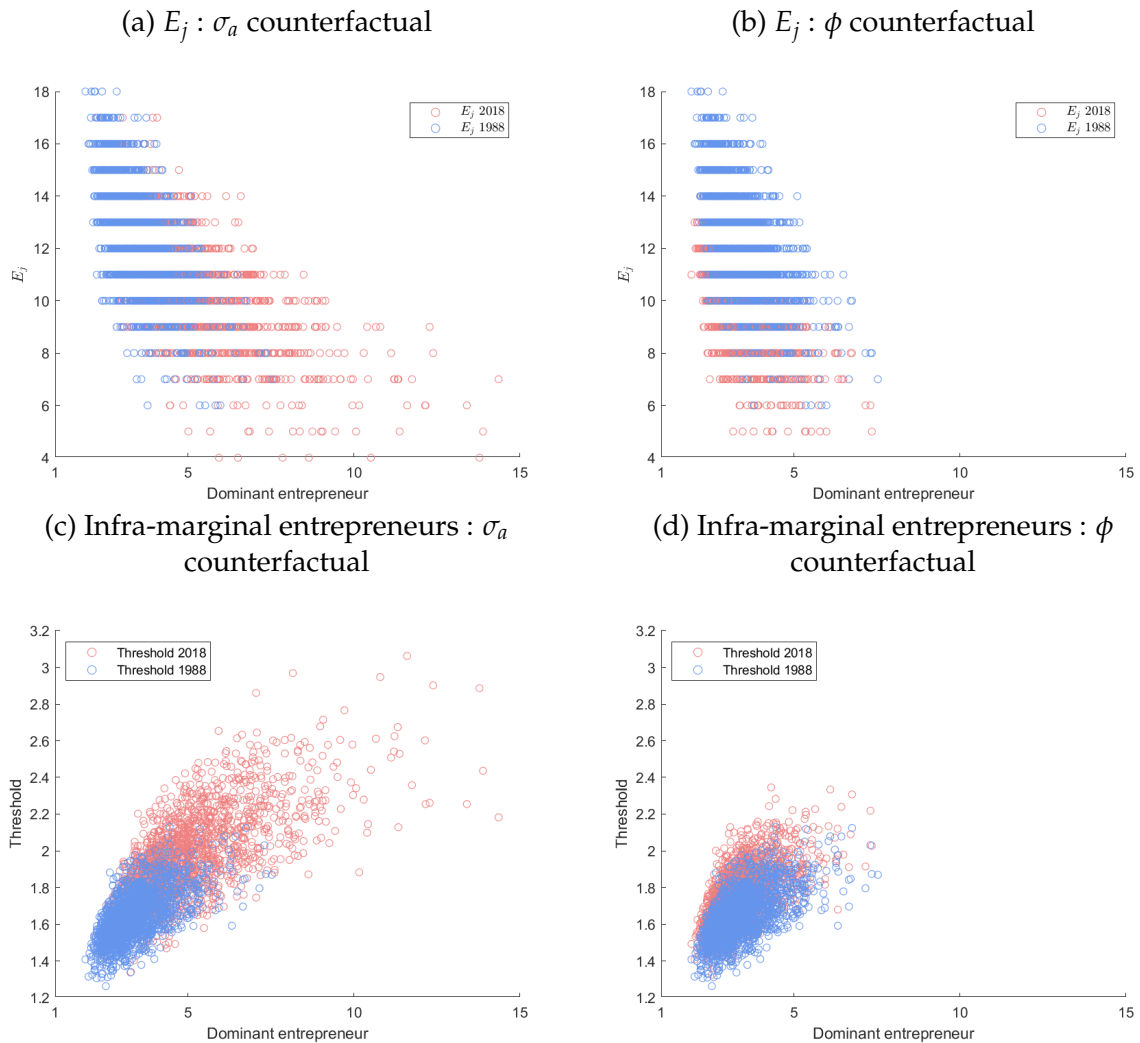 (a) E_j : σ_a counterfactual
(b) E_j : ϕ counterfactual
18
16
14
12
10
8
6
4
E_j
1
5
10
15
Dominant entrepreneur
E_j 2018
E_j 1988
18
16
14
12
10
8
6
4
E_j
1
5
10
15
Dominant entrepreneur
E_j 2018
E_j 1988
(c) Infra-marginal entrepreneurs : σ_a
counterfactual
(d) Infra-marginal entrepreneurs : ϕ
counterfactual
3.2
3
2.8
2.6
2.4
2.2
2
1.8
1.6
1.4
1.2
Threshold
1
5
10
15
Dominant entrepreneur
Threshold 2018
Threshold 1988
3.2
3
2.8
2.6
2.4
2.2
2
1.8
1.6
1.4
1.2
Threshold
1
5
10
15
Dominant entrepreneur
Threshold 2018
Threshold 1988